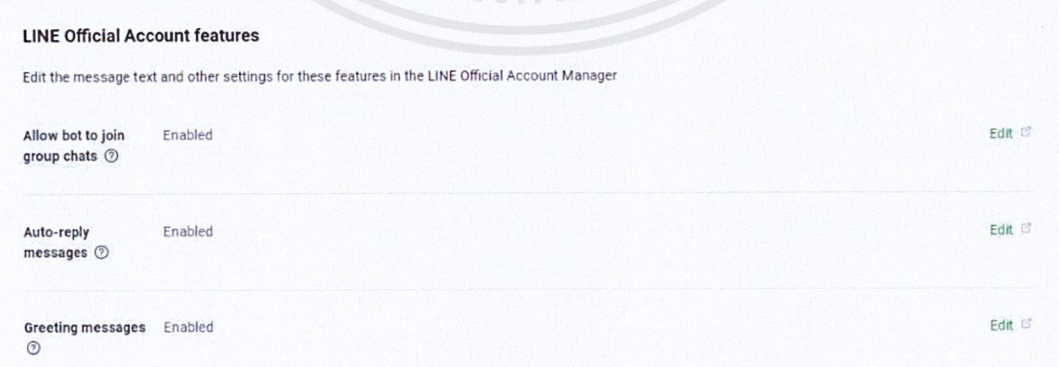 LINE Official Account features
Edit the message text and other settings for these features in the LINE Official Account Manager
Allow bot to join
group chats
Enabled
Edit
Auto-reply
messages
Enabled
Edit
Greeting messages
Enabled
Edit